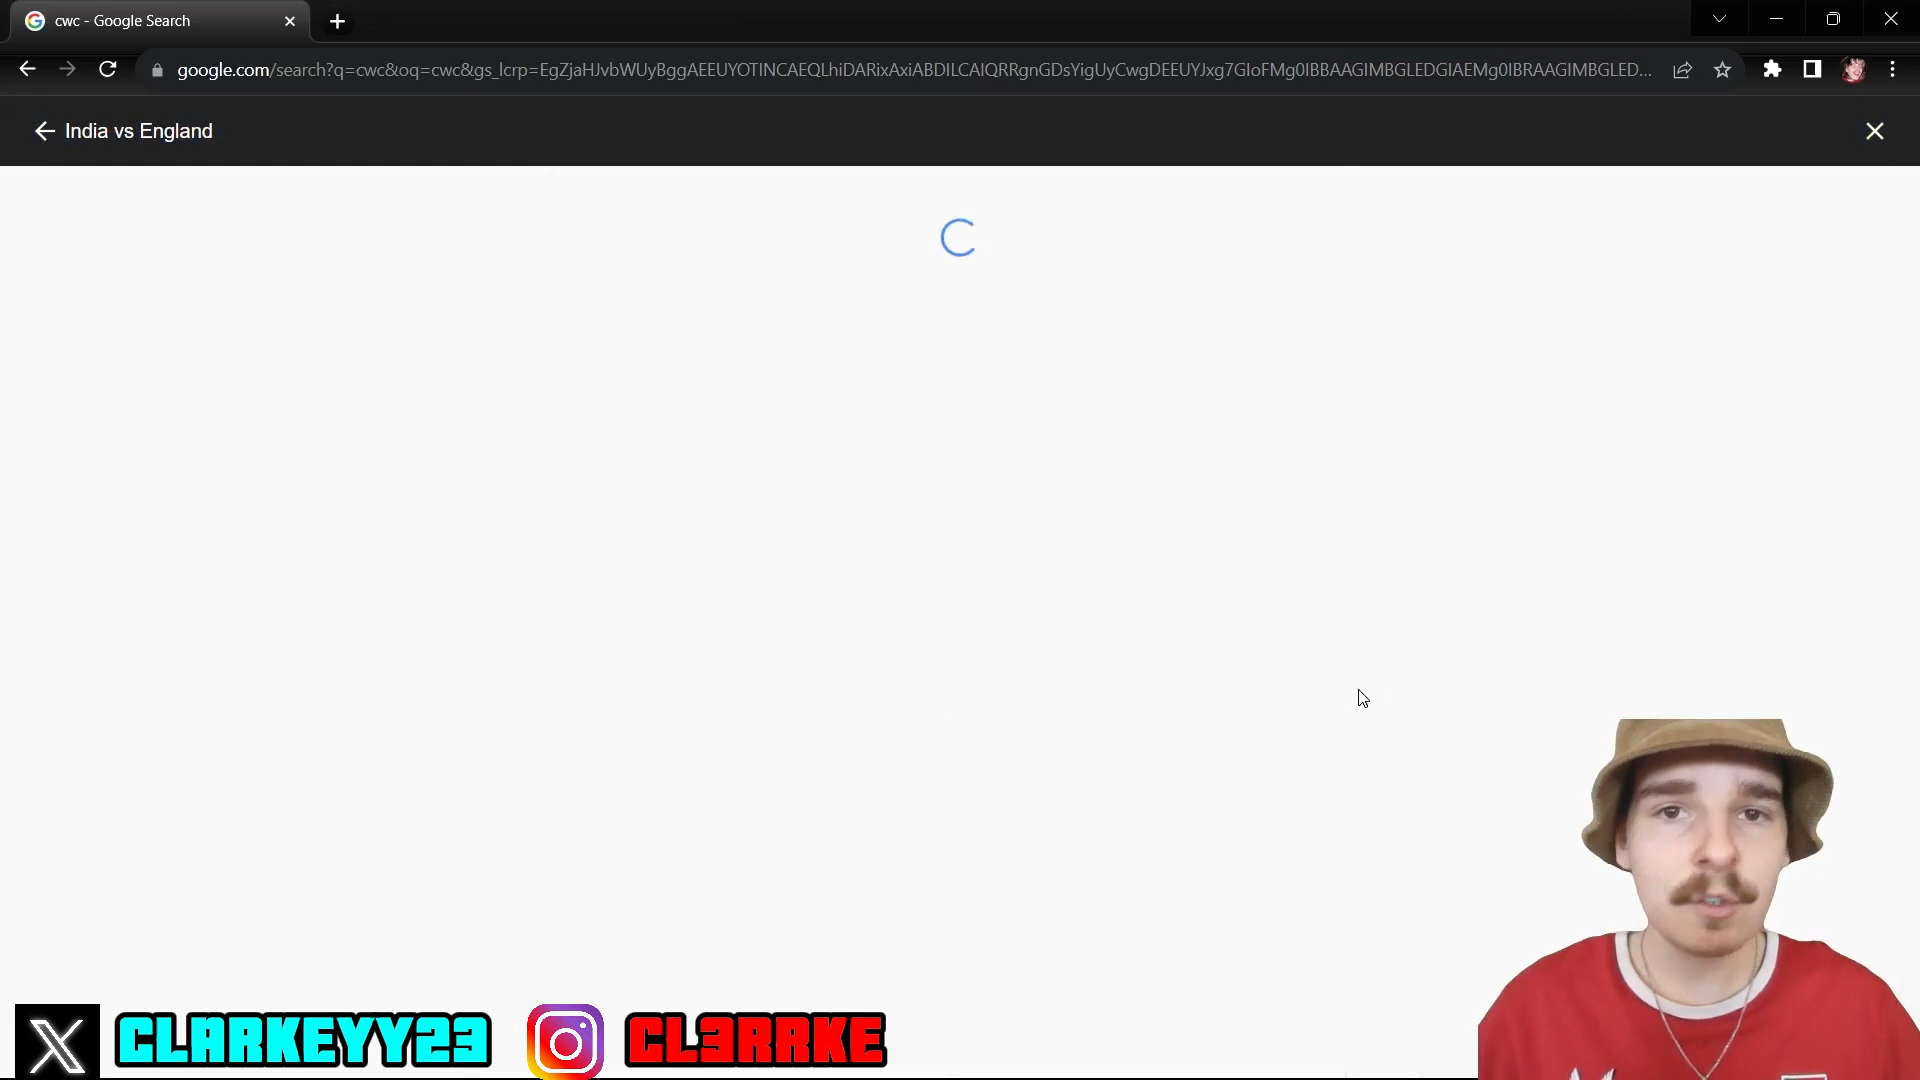 cwc - Google Search
google.com/search?q=cwc&oq=cwc&gs_lcrp=EgZjaHJvbWUyBggAEEUYOTINCAEQLhiDARixAxiABDILCAIQRRgnGDsYigUyCwgDEEUYJxg7GIoFMg0IBBAAGIMBGLEDGIAEMg0IBRAAGIMBGLED...
India vs England
CLARKEYY23
CL3RRKE